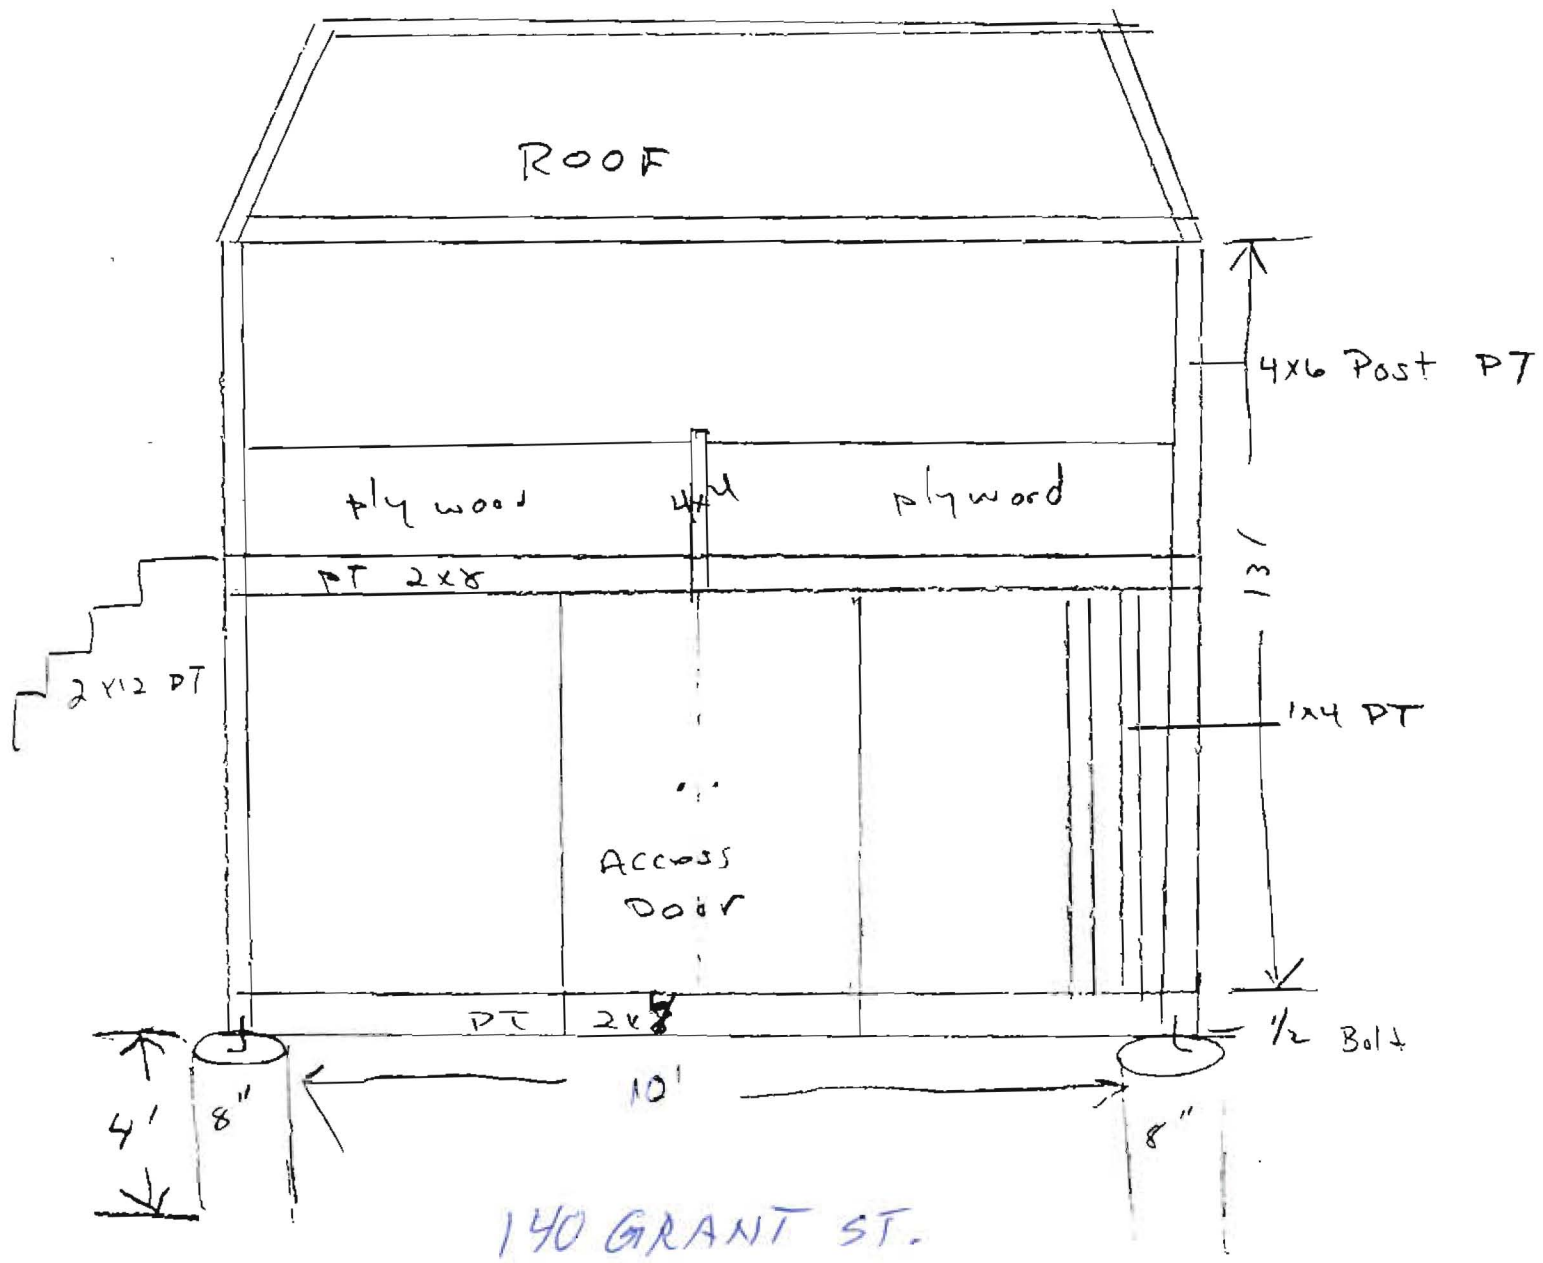 ROOF
4x6 Post PT
plywood
4x4
plywood
13'
PT 2x8
2x12 PT
1x4 PT
Access
Door
PT 2x8
1/2 Bolt
4'
8"
10'
8"
140 GRANT ST.